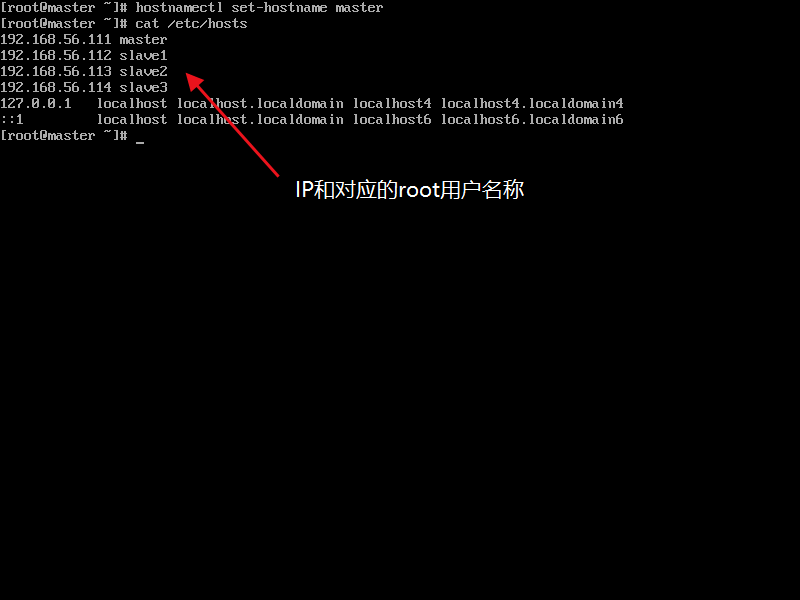 [root@master ~]# hostnamectl set-hostname master
[root@master ~]# cat /etc/hosts
192.168.56.111 master
192.168.56.112 slave1
192.168.56.113 slave2
192.168.56.114 slave3
127.0.0.1   localhost localhost.localdomain localhost4 localhost4.localdomain4
::1         localhost localhost.localdomain localhost6 localhost6.localdomain6
[root@master ~]# _
IP和对应的root用户名称